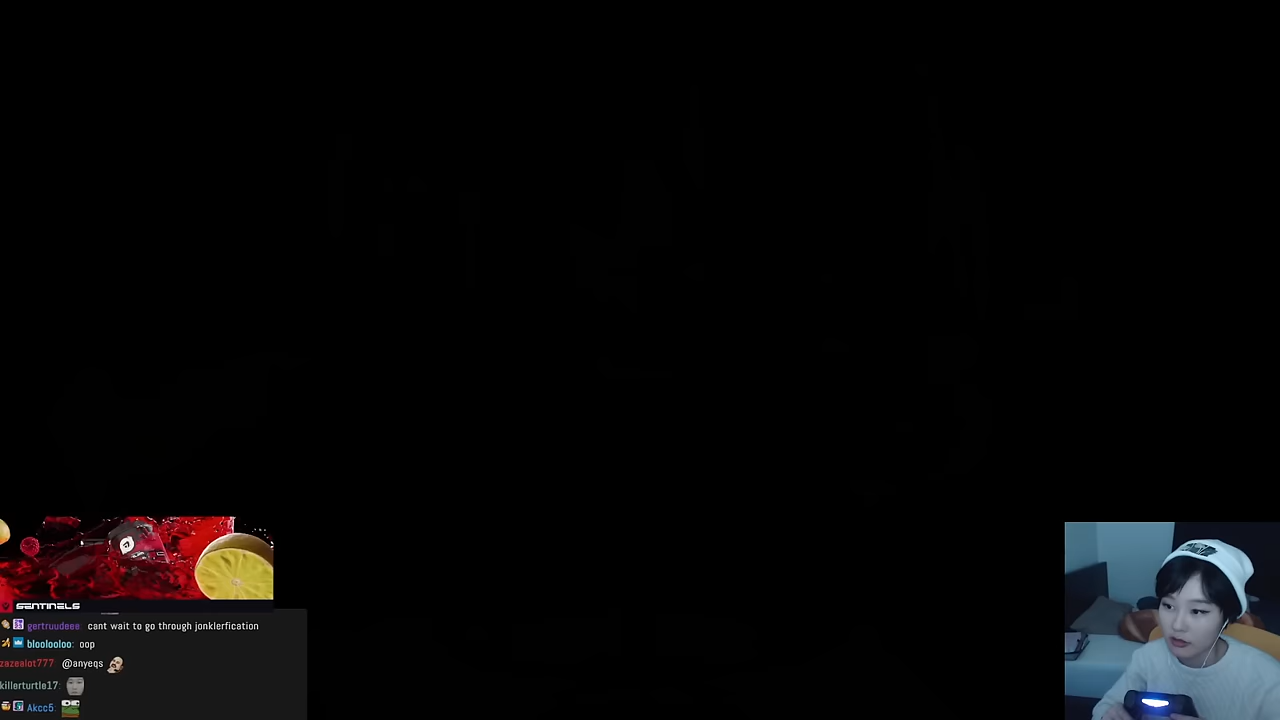 SENTINELS
gertruudeee: cant wait to go through jonklerfication
bloolooloo: oop
zazealot777 @anyeqs
killerturtle17:
Akcc5: